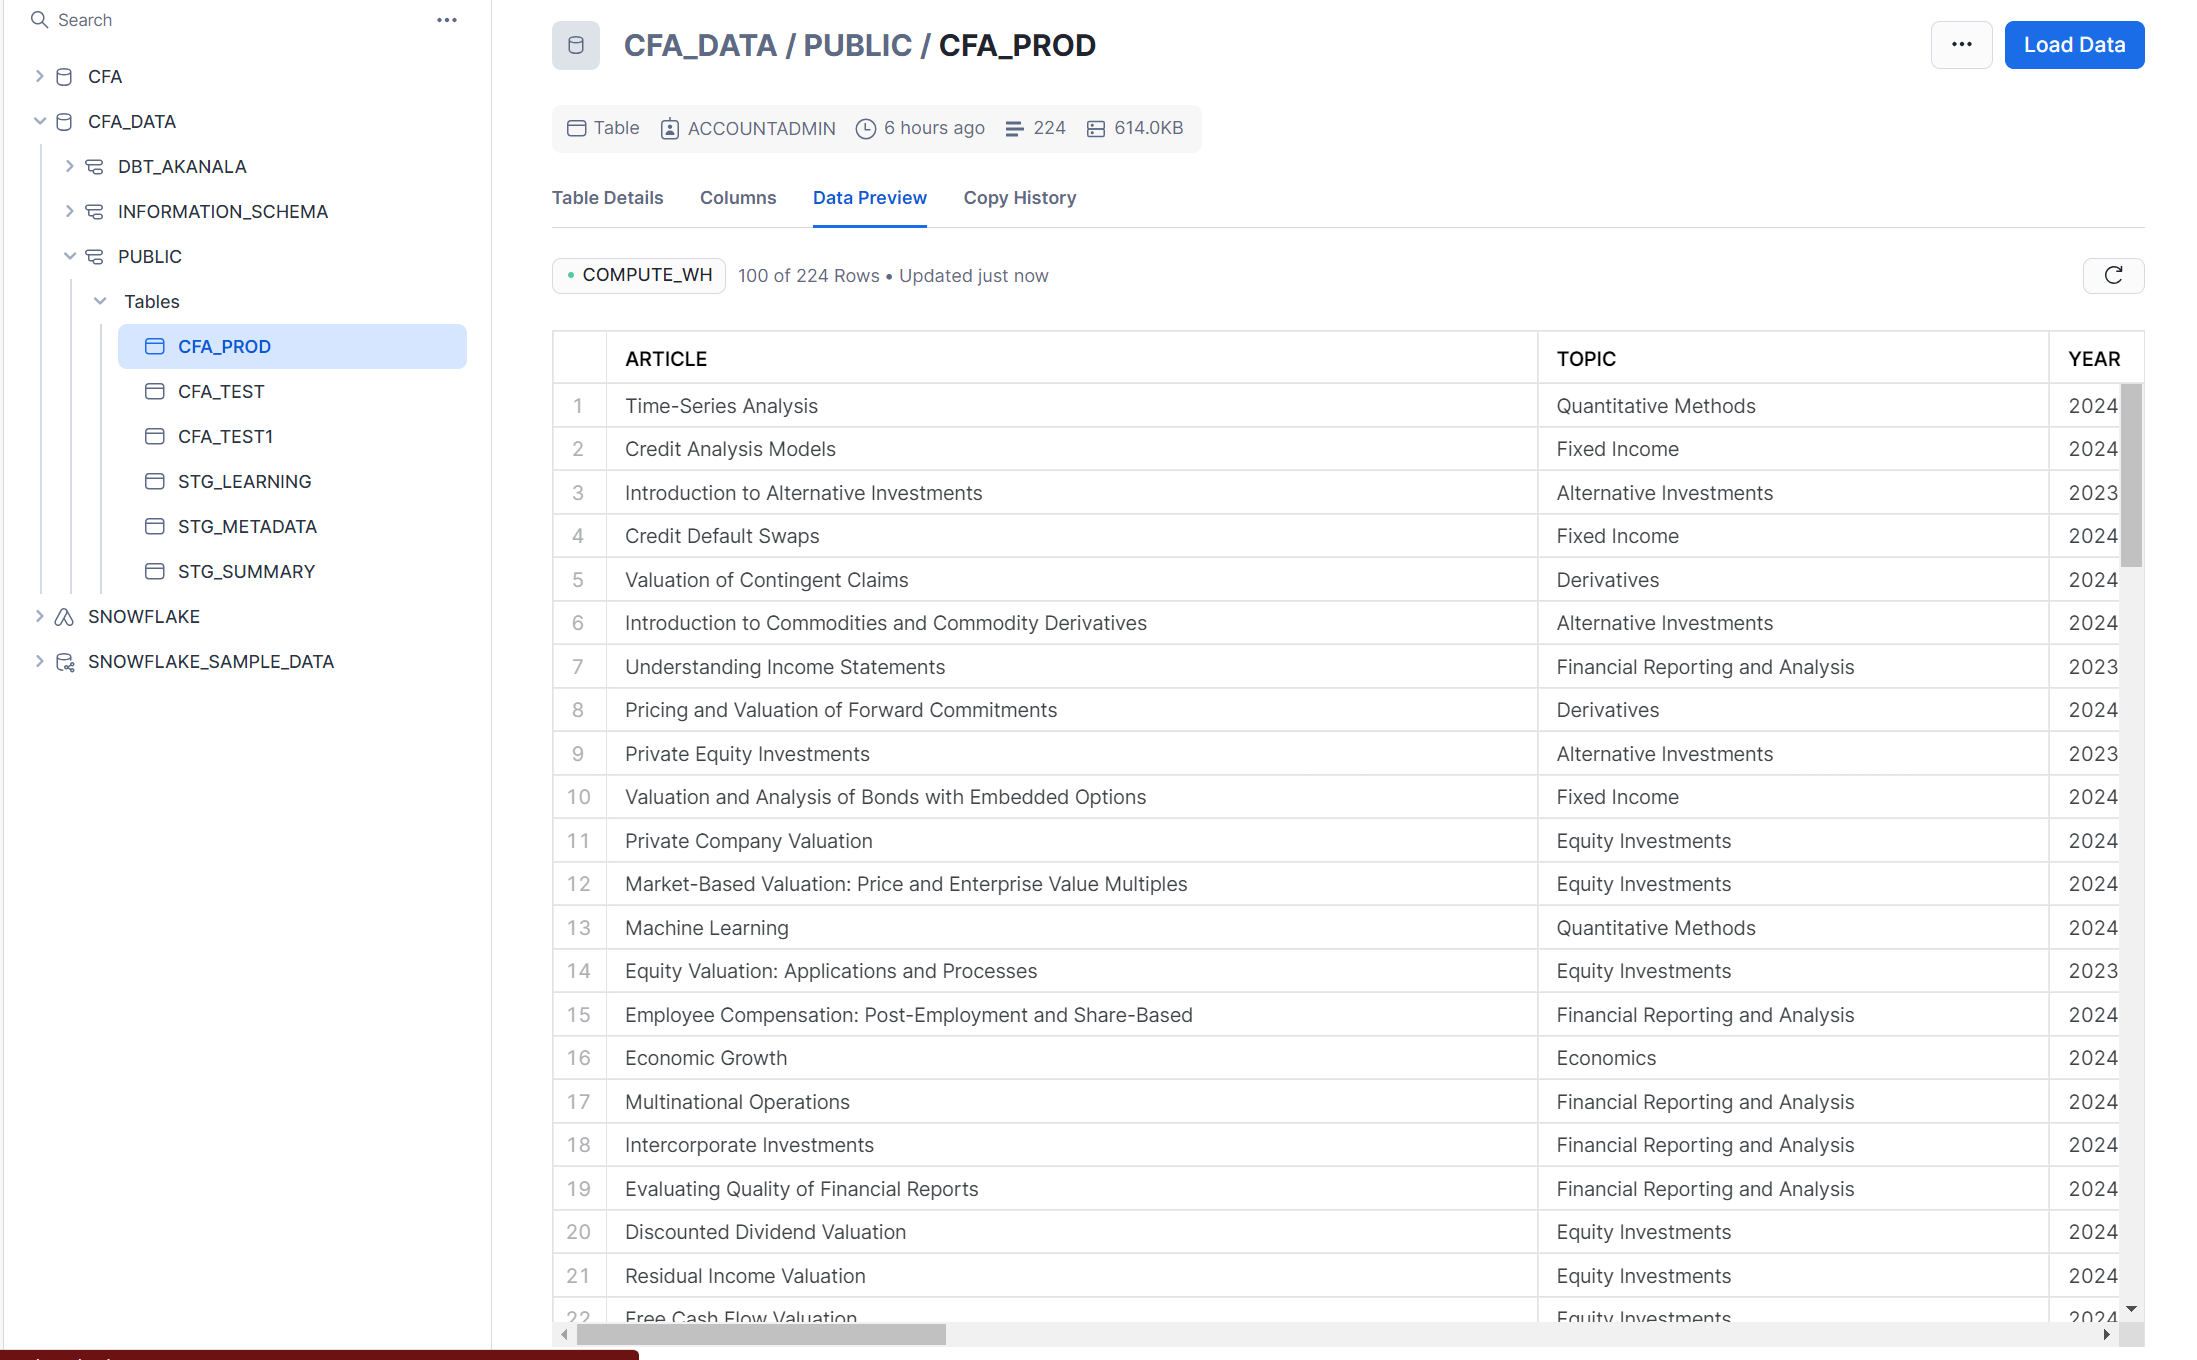 Search
CFA
CFA_DATA
DBT_AKANALA
INFORMATION_SCHEMA
PUBLIC
Tables
CFA_PROD
CFA_TEST
CFA_TEST1
STG_LEARNING
STG_METADATA
STG_SUMMARY
SNOWFLAKE
SNOWFLAKE_SAMPLE_DATA
CFA_DATA / PUBLIC / CFA_PROD
Load Data
Table ACCOUNTADMIN 6 hours ago 224 614.0KB
Table Details Columns Data Preview Copy History
COMPUTE_WH 100 of 224 Rows • Updated just now
ARTICLE TOPIC YEAR
1 Time-Series Analysis Quantitative Methods 2024
2 Credit Analysis Models Fixed Income 2024
3 Introduction to Alternative Investments Alternative Investments 2023
4 Credit Default Swaps Fixed Income 2024
5 Valuation of Contingent Claims Derivatives 2024
6 Introduction to Commodities and Commodity Derivatives Alternative Investments 2024
7 Understanding Income Statements Financial Reporting and Analysis 2023
8 Pricing and Valuation of Forward Commitments Derivatives 2024
9 Private Equity Investments Alternative Investments 2023
10 Valuation and Analysis of Bonds with Embedded Options Fixed Income 2024
11 Private Company Valuation Equity Investments 2024
12 Market-Based Valuation: Price and Enterprise Value Multiples Equity Investments 2024
13 Machine Learning Quantitative Methods 2024
14 Equity Valuation: Applications and Processes Equity Investments 2023
15 Employee Compensation: Post-Employment and Share-Based Financial Reporting and Analysis 2024
16 Economic Growth Economics 2024
17 Multinational Operations Financial Reporting and Analysis 2024
18 Intercorporate Investments Financial Reporting and Analysis 2024
19 Evaluating Quality of Financial Reports Financial Reporting and Analysis 2024
20 Discounted Dividend Valuation Equity Investments 2024
21 Residual Income Valuation Equity Investments 2024
22 Free Cash Flow Valuation Equity Investments 2024